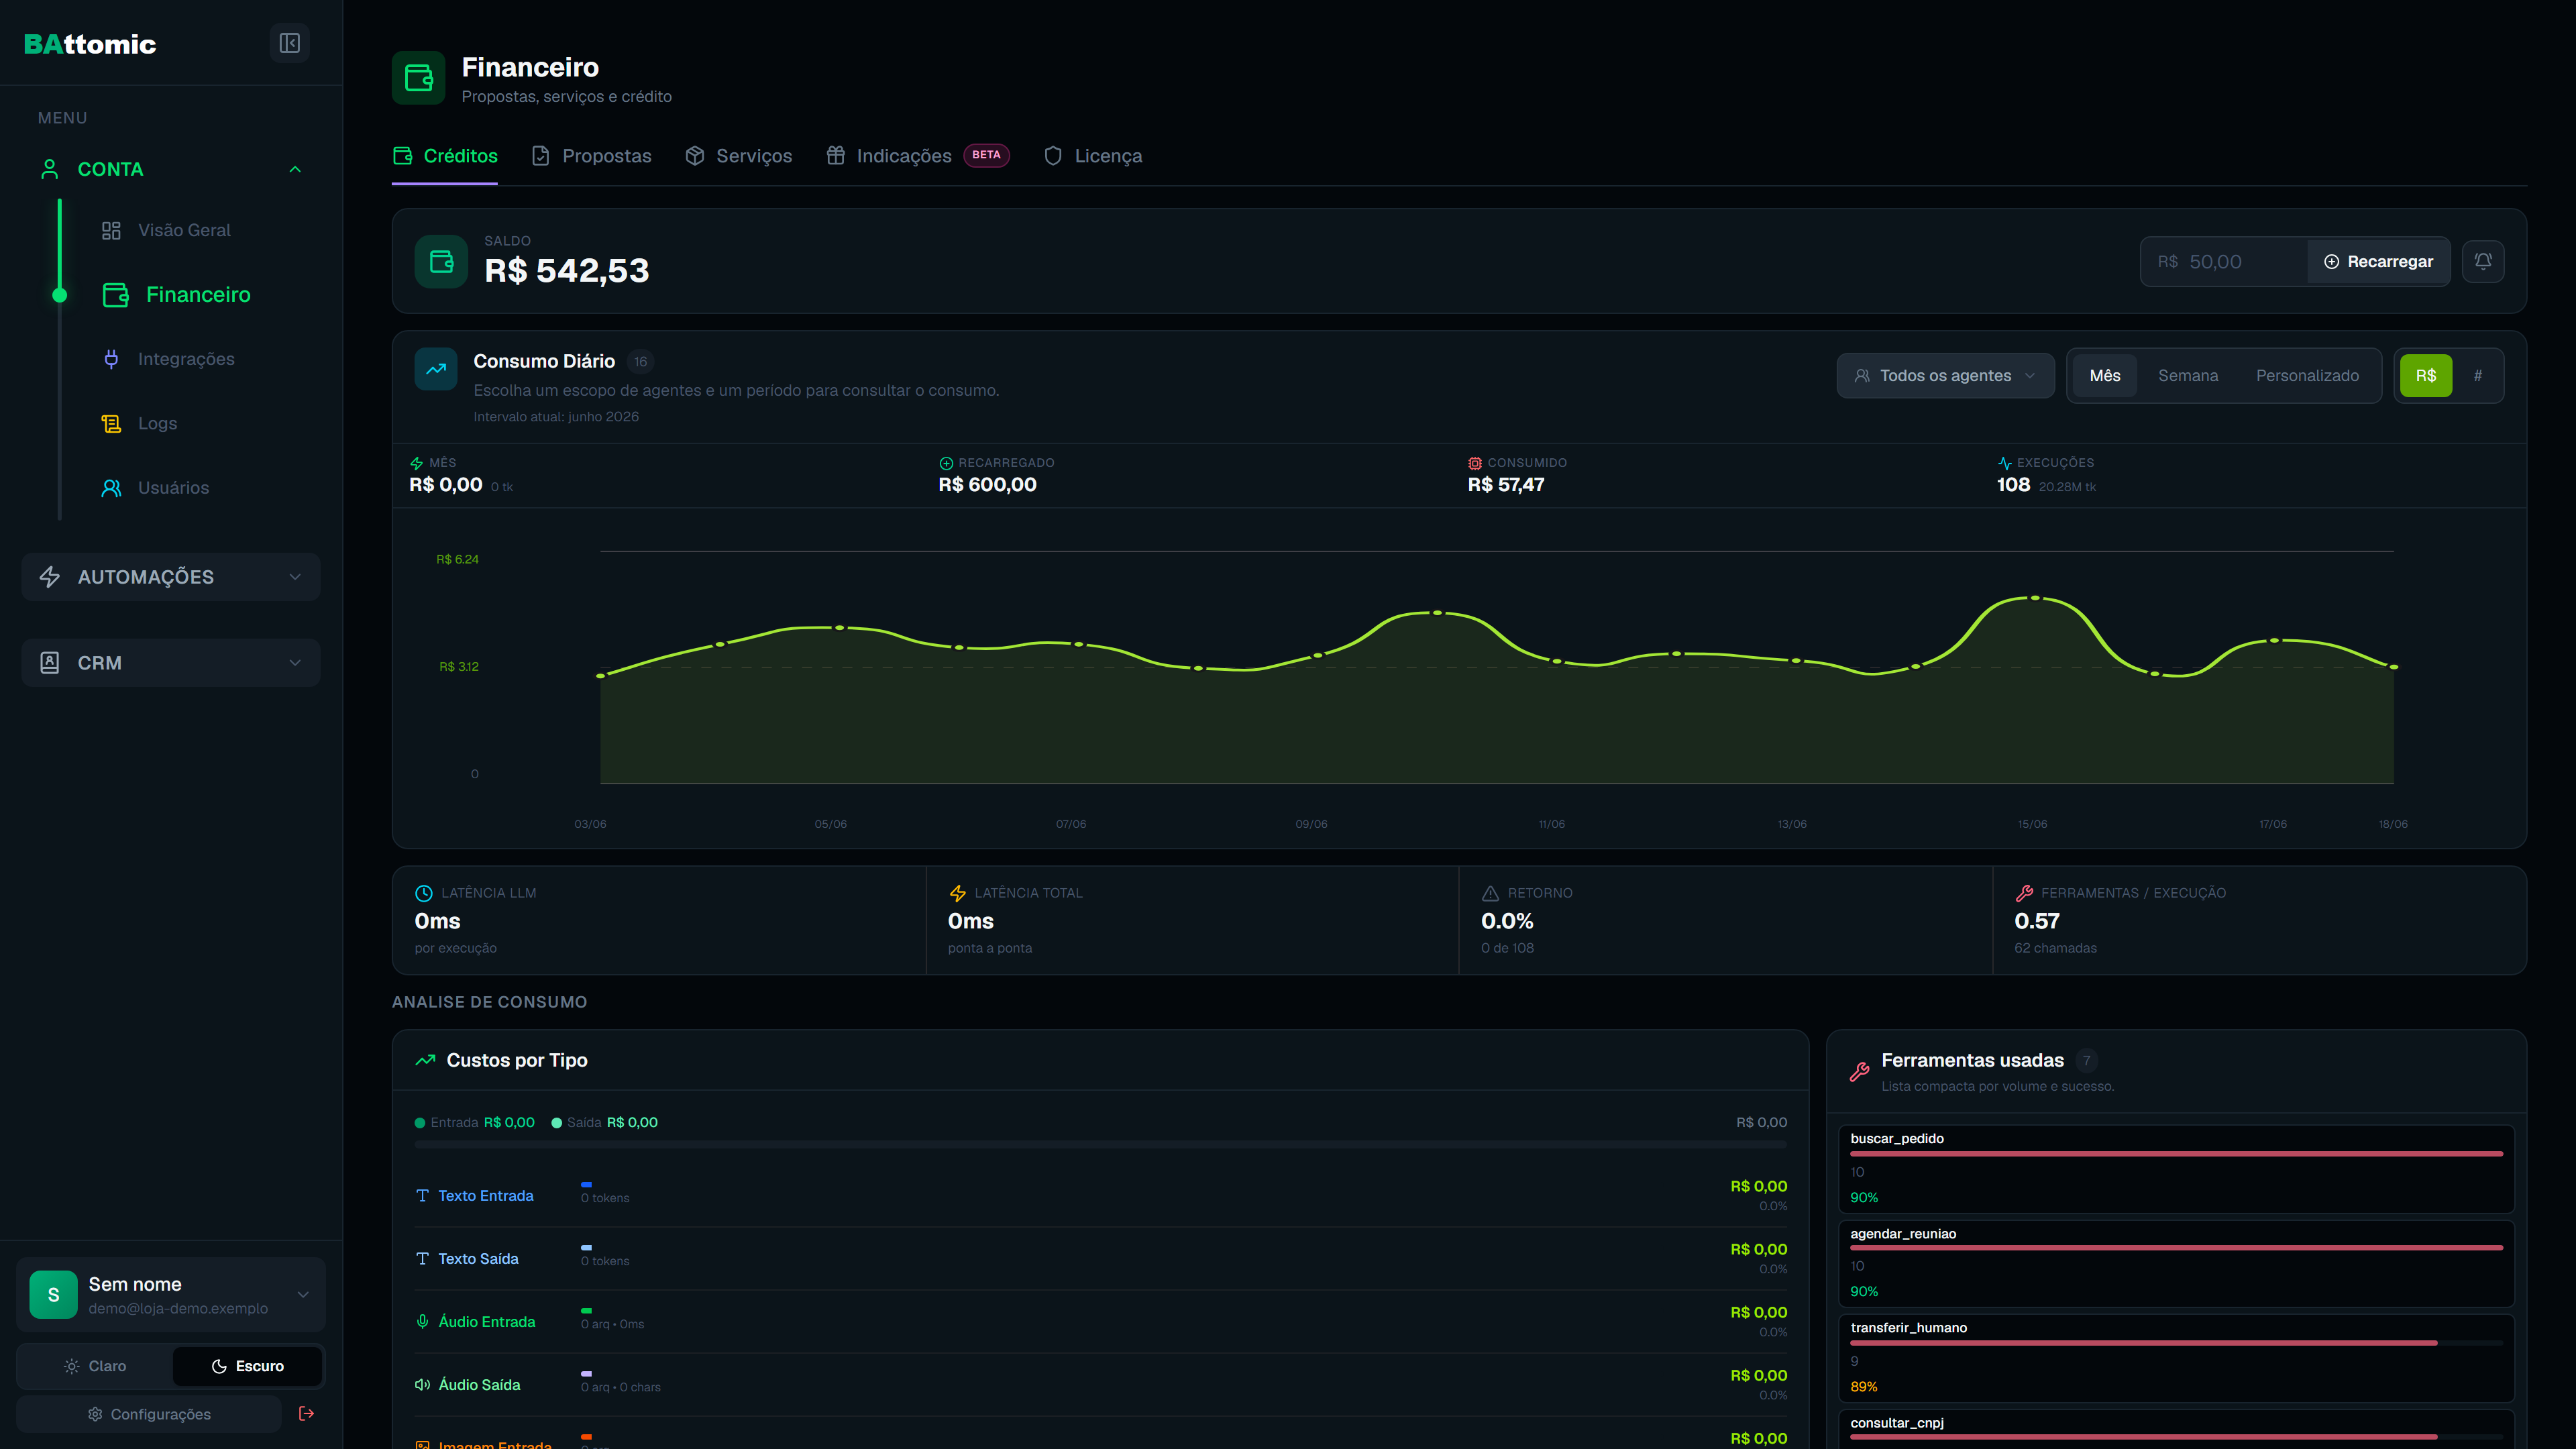 BAttomic
MENU
CONTA
Visão Geral
Financeiro
Integrações
Logs
Usuários
AUTOMAÇÕES
CRM
S
Sem nome
demo@loja-demo.exemplo
Claro
Escuro
Configurações
Financeiro
Propostas, serviços e crédito
Créditos
Propostas
Serviços
Indicações BETA
Licença
SALDO
R$ 542,53
R$ 50,00
Recarregar
Consumo Diário 16
Escolha um escopo de agentes e um período para consultar o consumo.
Intervalo atual: junho 2026
Todos os agentes
Mês
Semana
Personalizado
R$
#
MÊS
R$ 0,00 0 tk
RECARREGADO
R$ 600,00
CONSUMIDO
R$ 57,47
EXECUÇÕES
108 20.28M tk
R$ 6.24
R$ 3.12
0
03/06 05/06 07/06 09/06 11/06 13/06 15/06 17/06 18/06
LATÊNCIA LLM
0ms
por execução
LATÊNCIA TOTAL
0ms
ponta a ponta
RETORNO
0.0%
0 de 108
FERRAMENTAS / EXECUÇÃO
0.57
62 chamadas
ANALISE DE CONSUMO
Custos por Tipo
Entrada R$ 0,00 Saída R$ 0,00 R$ 0,00
Texto Entrada
0 tokens
R$ 0,00
0.0%
Texto Saída
0 tokens
R$ 0,00
0.0%
Áudio Entrada
0 arq • 0ms
R$ 0,00
0.0%
Áudio Saída
0 arq • 0 chars
R$ 0,00
0.0%
Imagem Entrada
R$ 0,00
Ferramentas usadas 7
Lista compacta por volume e sucesso.
buscar_pedido
10
90%
agendar_reuniao
10
90%
transferir_humano
9
89%
consultar_cnpj